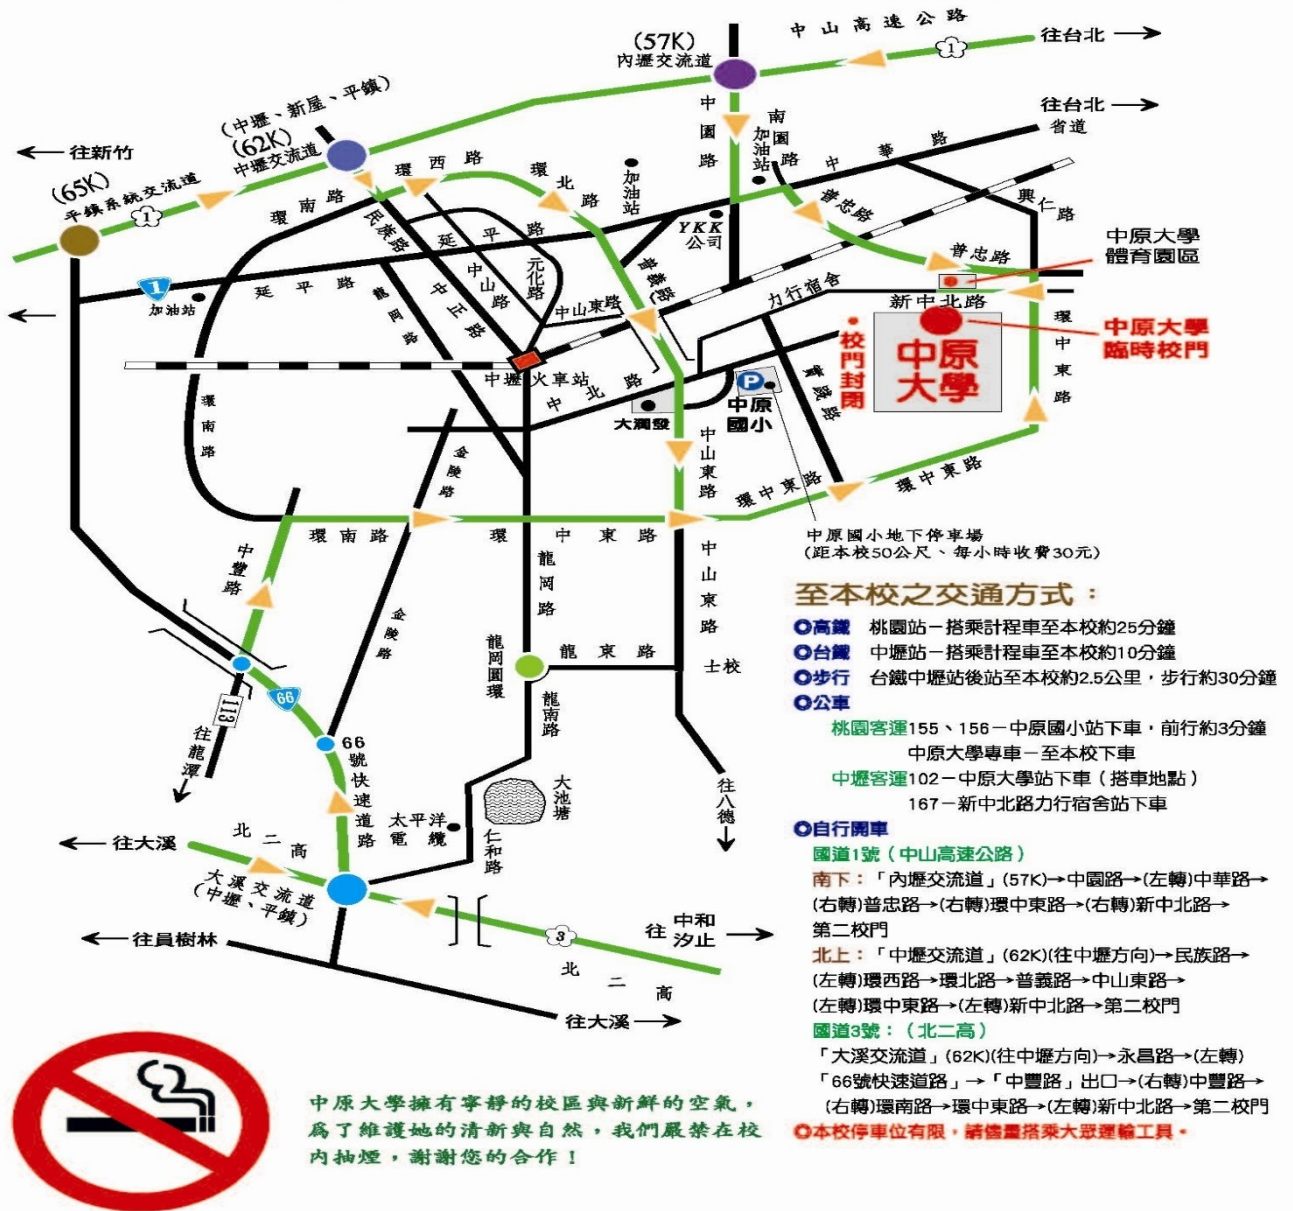 中山高速公路
往台北
1
(57K)
內壢交流道
往台北
省道
中華路
南園路
加油站
中園路
(中壢、新屋、平鎮)
(62K)
中壢交流道
往新竹
(65K)
平鎮系統交流道
1
環西路
環北路
加油站
環南路
民族路
延平路
YKK
公司
普忠路
興仁路
普忠路
中原大學
體育園區
元化路
中山路
中正路
中山東路
普義路
力行宿舍
新中北路
1
加油站
延平路
龍岡路
中原大學
臨時校門
中原
大學
校門封閉
環中東路
中壢火車站
中北路
大潤發
P
中原
國小
實踐路
環南路
金陵路
中山東路
環中東路
環中東路
環南路
環中東路
中原國小地下停車場
(距本校50公尺、每小時收費30元)
中豐路
龍岡路
中山東路
金陵路
龍岡圓環
龍東路
士校
龍南路
66
113
往龍潭
66號快速道路
大池塘
往八德
太平洋
電纜
仁和路
往大溪
北二高
大溪交流道
(中壢、平鎮)
往員樹林
3
往中和
汐止
北二高
往大溪
至本校之交通方式：
◎高鐵 桃園站－搭乘計程車至本校約25分鐘
◎台鐵 中壢站－搭乘計程車至本校約10分鐘
◎步行 台鐵中壢站後站至本校約2.5公里，步行約30分鐘
◎公車
桃園客運155、156－中原國小站下車，前行約3分鐘
中原大學專車－至本校下車
中壢客運102－中原大學站下車（搭車地點）
167－新中北路力行宿舍站下車
◎自行開車
國道1號（中山高速公路）
南下：「內壢交流道」(57K)→中園路→(左轉)中華路→
(右轉)普忠路→(右轉)環中東路→(右轉)新中北路→
第二校門
北上：「中壢交流道」(62K)(往中壢方向)→民族路→
(左轉)環西路→環北路→普義路→中山東路→
(左轉)環中東路→(左轉)新中北路→第二校門
國道3號：（北二高）
「大溪交流道」(62K)(往中壢方向)→永昌路→(左轉)
「66號快速道路」→「中豐路」出口→(右轉)中豐路→
(右轉)環南路→環中東路→(左轉)新中北路→第二校門
◎本校停車位有限，請儘量搭乘大眾運輸工具。
中原大學擁有寧靜的校區與新鮮的空氣，
為了維護她的清新與自然，我們嚴禁在校
內抽煙，謝謝您的合作！